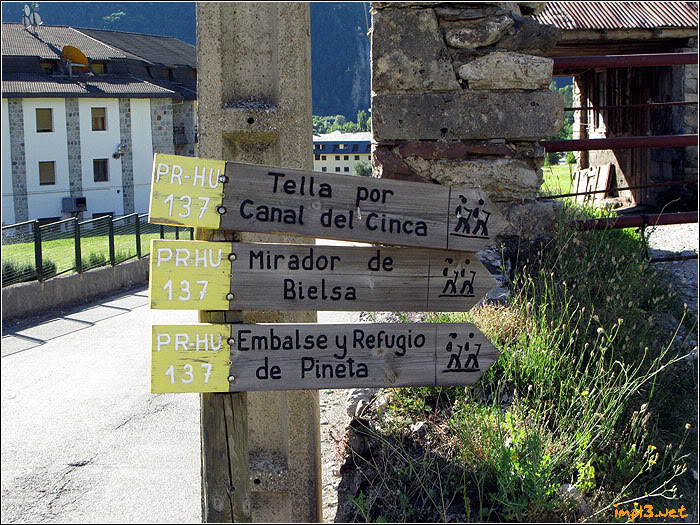 PR-HU
137
Tella por
Canal del Cinca
PR-HU
137
Mirador de
Bielsa
PR-HU
137
Embalse y Refugio
de Pineta
impl3.net